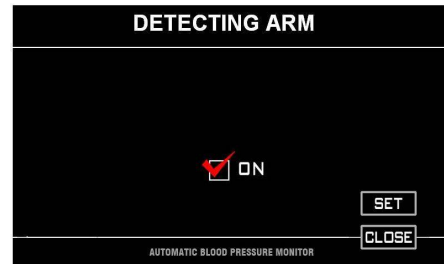 DETECTING ARM
ON
SET
CLOSE
AUTOMATIC BLOOD PRESSURE MONITOR